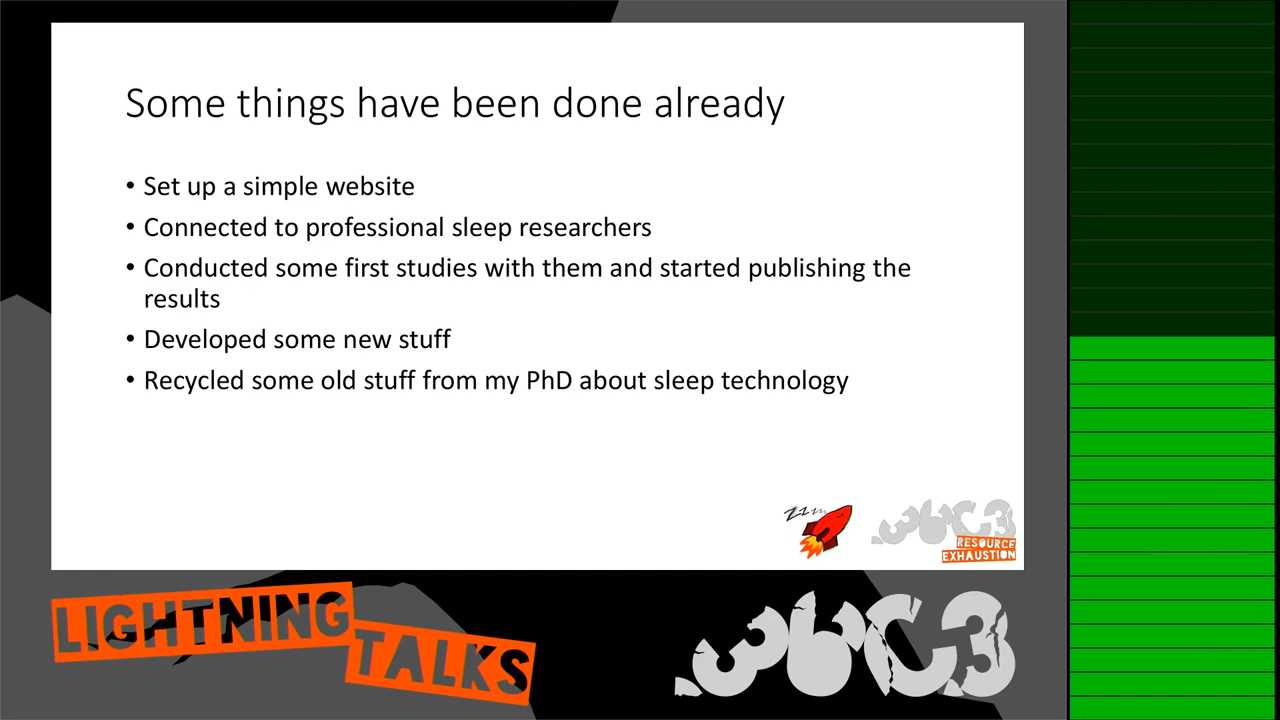 Some things have been done already
• Set up a simple website
• Connected to professional sleep researchers
• Conducted some first studies with them and started publishing the
results
• Developed some new stuff
• Recycled some old stuff from my PhD about sleep technology
ZZzzz
36C3
RESOURCE
EXHAUSTION
LIGHTNING
TALKS
36C3